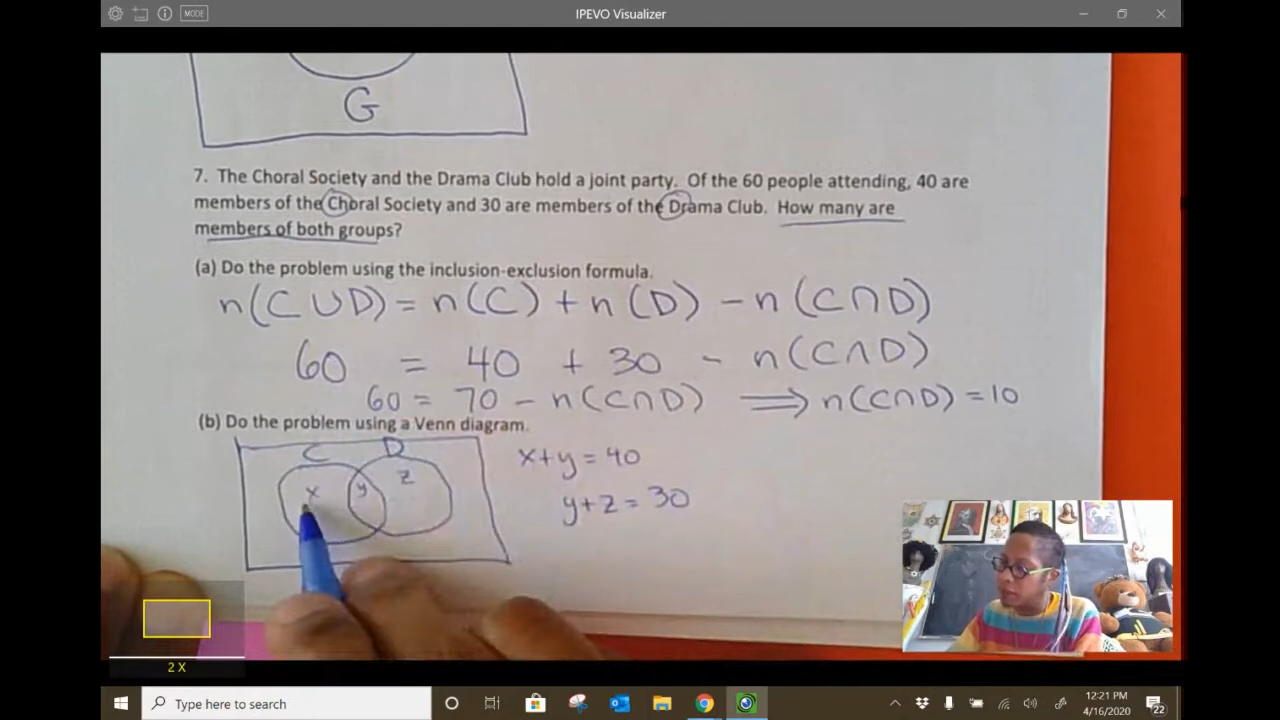 IPEVO Visualizer
MODE
G
7. The Choral Society and the Drama Club hold a joint party. Of the 60 people attending, 40 are
members of the Choral Society and 30 are members of the Drama Club. How many are
members of both groups?
(a) Do the problem using the inclusion-exclusion formula.
n(C∪D) = n(C) + n(D) - n(C∩D)
60 = 40 + 30 - n(C∩D)
60 = 70 - n(C∩D) ⟹ n(C∩D) = 10
(b) Do the problem using a Venn diagram.
C D
x y z
x+y = 40
y+z = 30
2 X
Type here to search
12:21 PM
4/16/2020
22